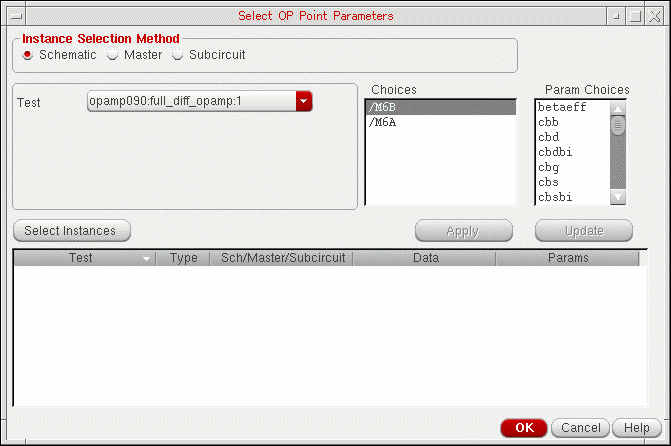 Select OP Point Parameters
Instance Selection Method
Schematic Master Subcircuit
Test opamp090:full_diff_opamp:1
Choices
/M6B
/M6A
Param Choices
betaeff
cbb
cbd
cbdbi
cbg
cbs
cbsbi
Select Instances Apply Update
Test Type Sch/Master/Subcircuit Data Params
OK Cancel Help